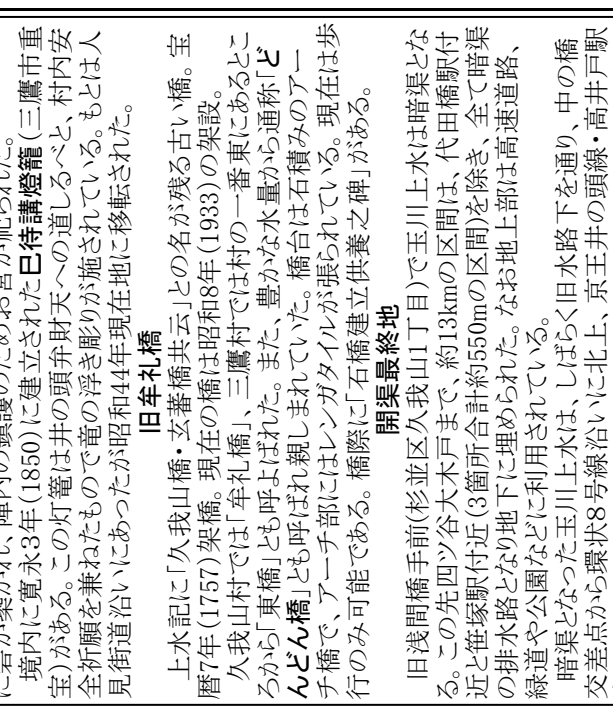 に砦が築かれ、陣内の鎮護のためお宮が祀られた。
境内に寛永3年(1850)に建立された巳待講燈籠(三鷹市重
宝)がある。この灯篭は井の頭弁財天への道しるべと、村内安
全祈願を兼ねたもので竜の浮き彫りが施されている。もとは人
見街道沿いにあったが昭和44年現在地に移転された。
旧牟礼橋
上水記に「久我山橋・玄蕃橋共云」との名が残る古い橋。宝
暦7年(1757)架橋。現在の橋は昭和8年(1933)の架設。
久我山村では「牟礼橋」、三鷹村では村の一番東にあるとこ
ろから「東橋」とも呼よばれた。また、豊かな水量から通称「ど
んどん橋」とも呼ばれ親しまれていた。橋台は石積みのアー
チ橋で、アーチ部にはレンガタイルが張られている。現在は歩
行のみ可能である。橋際に「石橋建立供養之碑」がある。
開渠最終地
旧浅間橋手前(杉並区久我山1丁目)で玉川上水は暗渠とな
る。この先四ツ谷大木戸まで、約13kmの区間は、代田橋駅付
近と笹塚駅付近(3箇所合計約550mの区間)を除き、全て暗渠
の排水路となり地下に埋められた。なお地上部は高速道路、
緑道や公園などに利用されている。
暗渠となった玉川上水は、しばらく旧水路下を通り、中の橋
交差点から環状8号線沿いに北上、京王井の頭線・高井戸駅